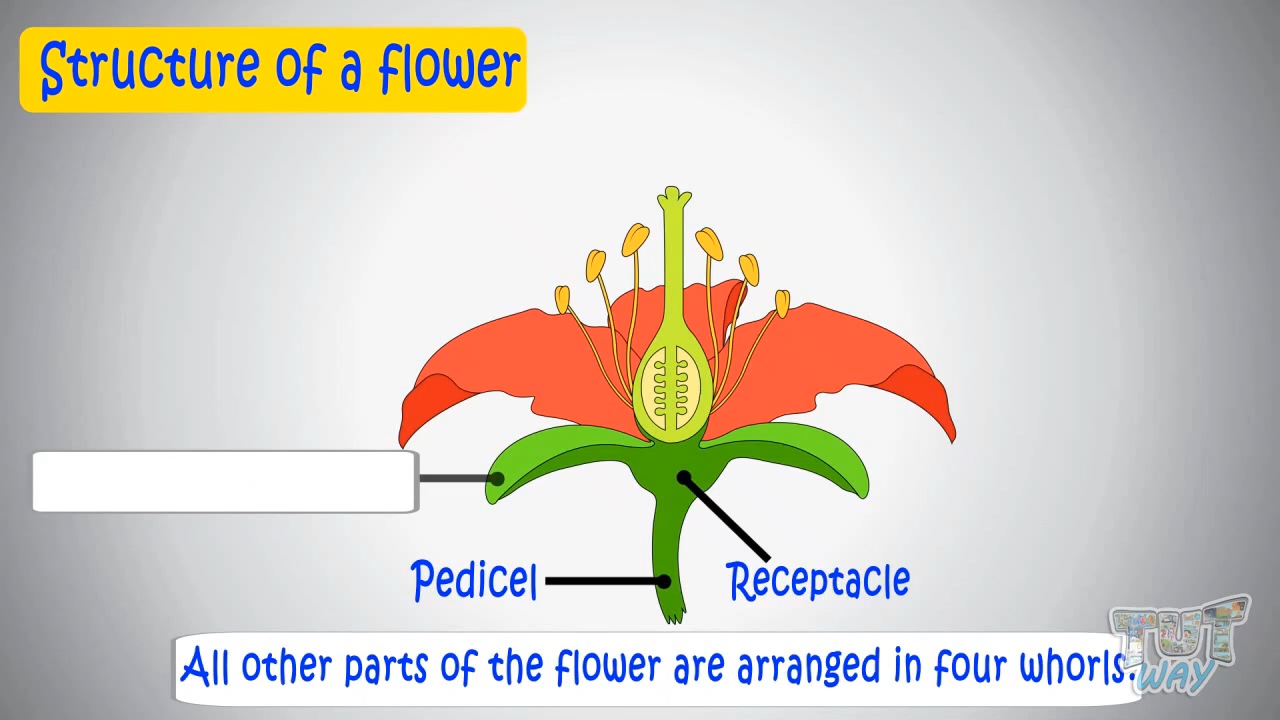 Structure of a flower
Pedicel
Receptacle
All other parts of the flower are arranged in four whorls.
TUT
WAY